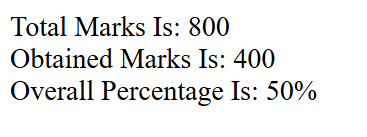 Total Marks Is: 800
Obtained Marks Is: 400
Overall Percentage Is: 50%